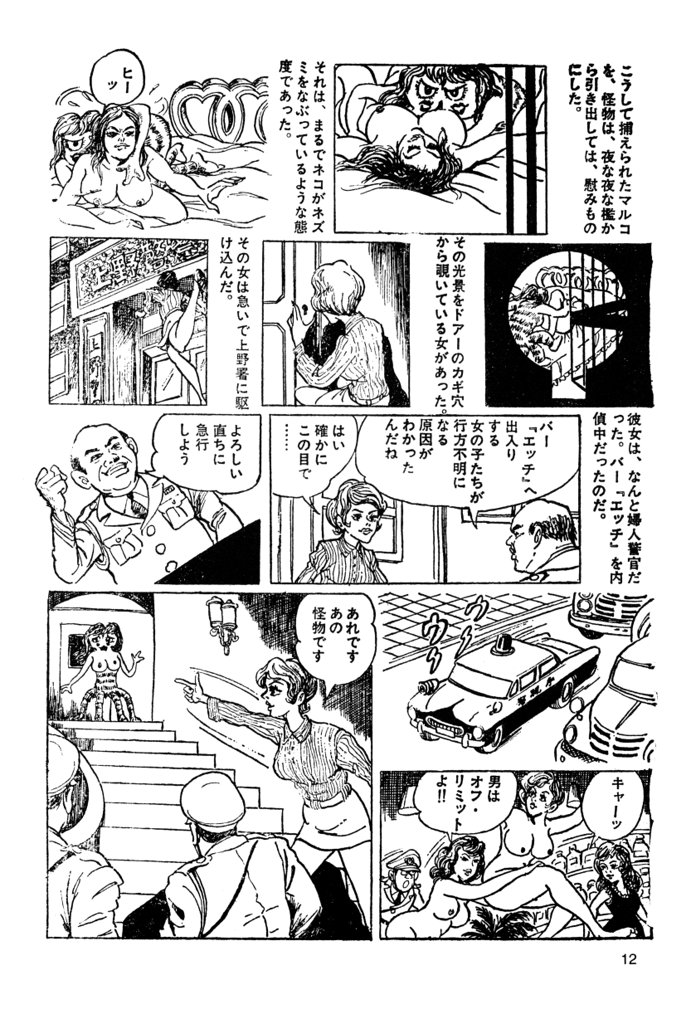 こうして捕えられたマルコ
を、怪物は、夜な夜な檻か
ら引き出しては、慰みもの
にした。
それは、まるでネコがネズ
ミをなぶっているような態
度であった。
ヒー
ッ
その光景をドアーのカギ穴
から覗いている女があった。
その女は急いで上野署に駆
け込んだ。
上野警察署
上野
彼女は、なんと婦人警官だ
った。バー『エッチ』を内
偵中だったのだ。
バー
『エッチ』へ
出入り
する
女の子たちが
行方不明に
なる
原因が
わかった
んだね
はい
確かに
この目で
……
よろしい
直ちに
急行
しよう
ウ〜
ウ〜
警視庁
あれです
あの
怪物です
キャーッ
男は
オフ・
リミット
よ!!
12